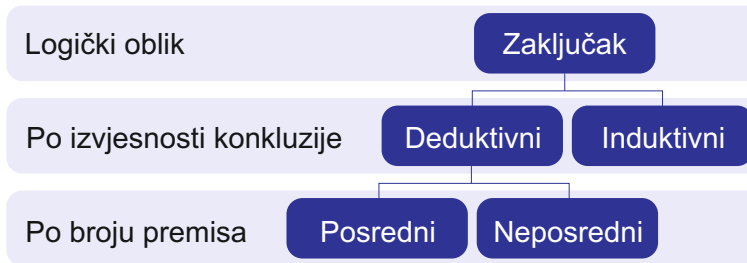 Logički oblik
Zaključak
Po izvjesnosti konkluzije
Deduktivni
Induktivni
Po broju premisa
Posredni
Neposredni